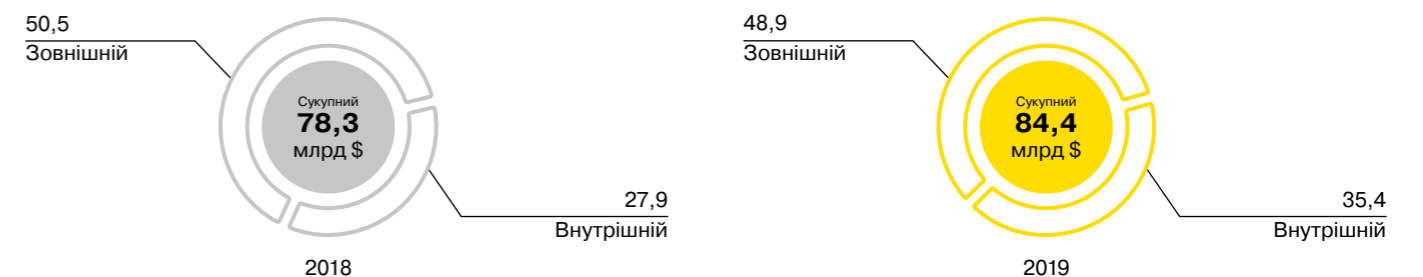 50,5
Зовнішній
Сукупний
78,3
млрд $
27,9
Внутрішній
2018
48,9
Зовнішній
Сукупний
84,4
млрд $
35,4
Внутрішній
2019